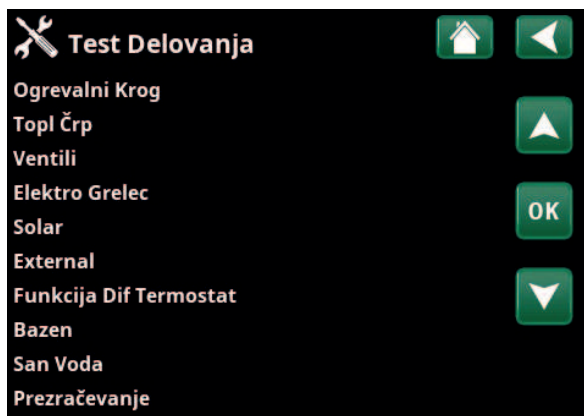 Test Delovanja
Ogrevalni Krog
Topl Črp
Ventili
Elektro Grelec
OK
Solar
External
Funkcija Dif Termostat
Bazen
San Voda
Prezračevanje